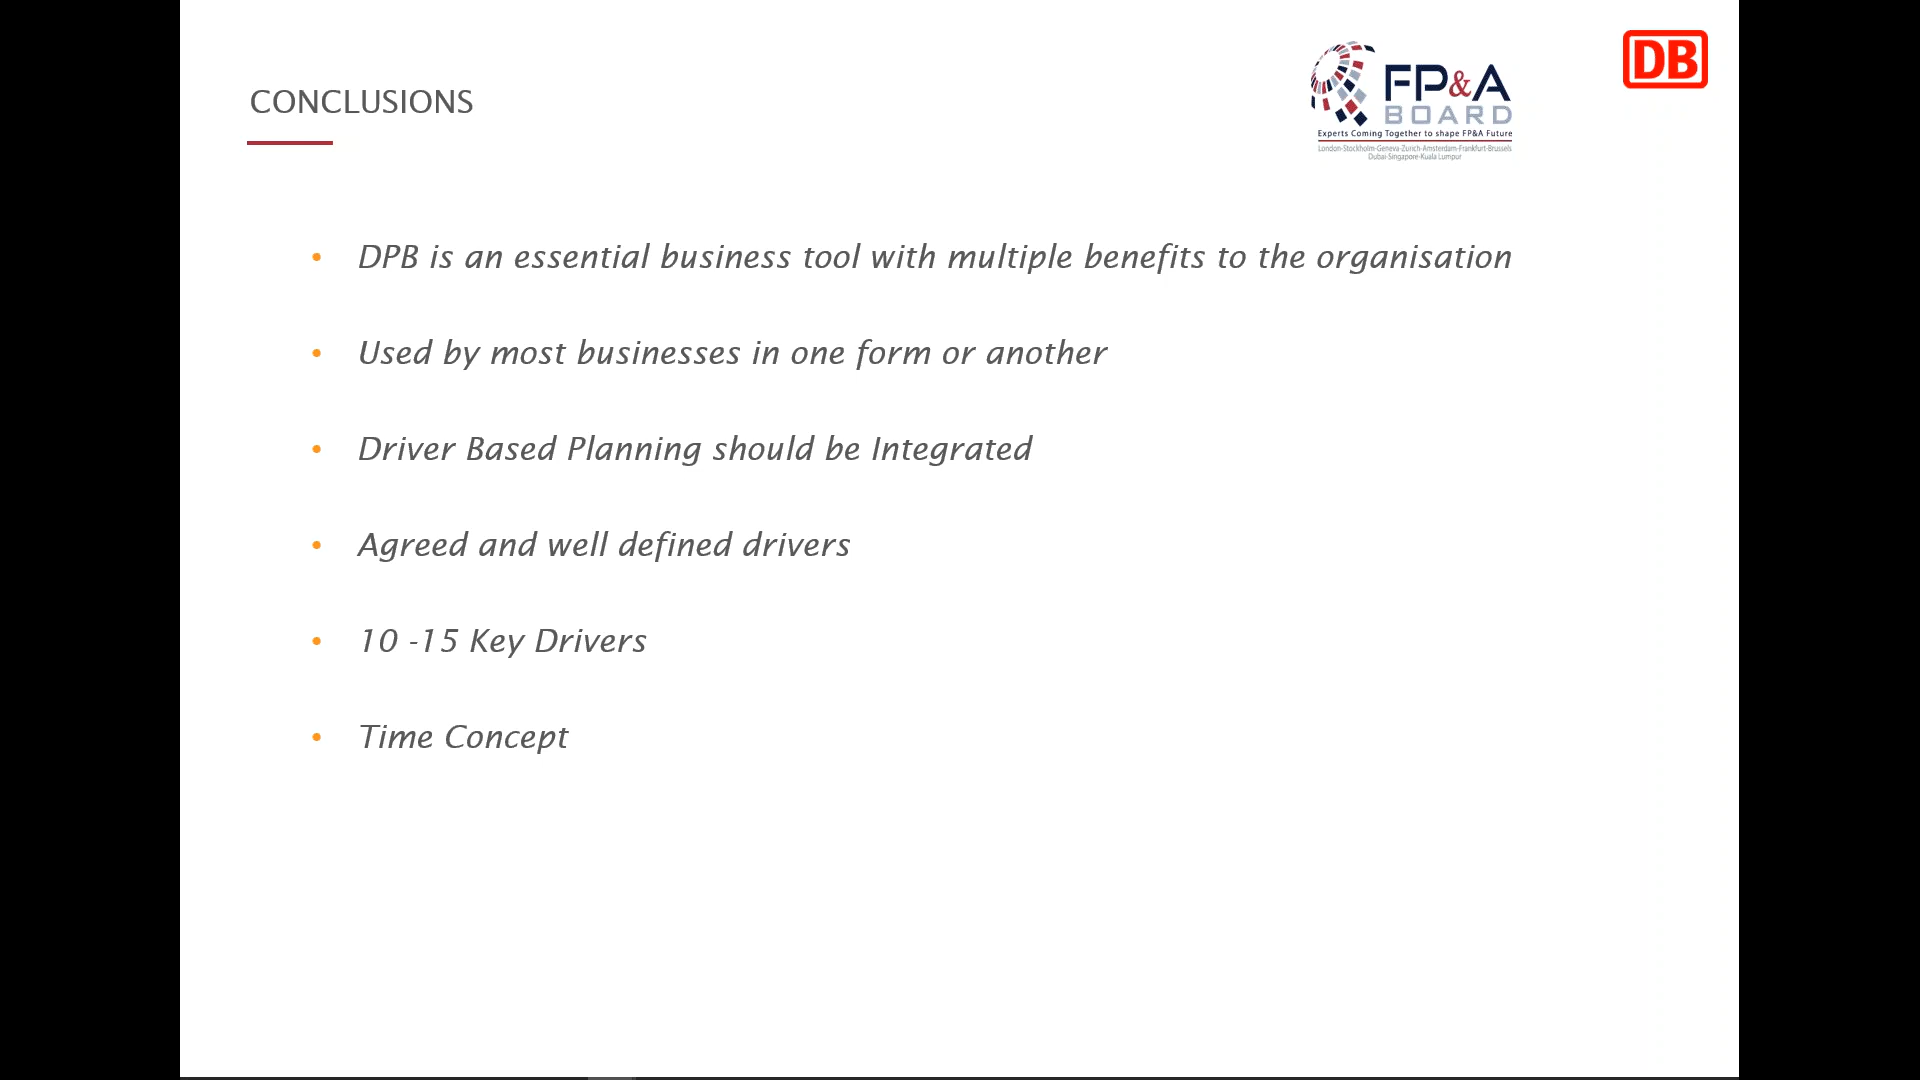 CONCLUSIONS
FP&A
BOARD
Experts Coming Together to shape FP&A Future
London-Stockholm-Geneva-Zurich-Amsterdam-Frankfurt-Brussels
Dubai-Singapore-Kuala Lumpur
DB
• DPB is an essential business tool with multiple benefits to the organisation
• Used by most businesses in one form or another
• Driver Based Planning should be Integrated
• Agreed and well defined drivers
• 10 -15 Key Drivers
• Time Concept